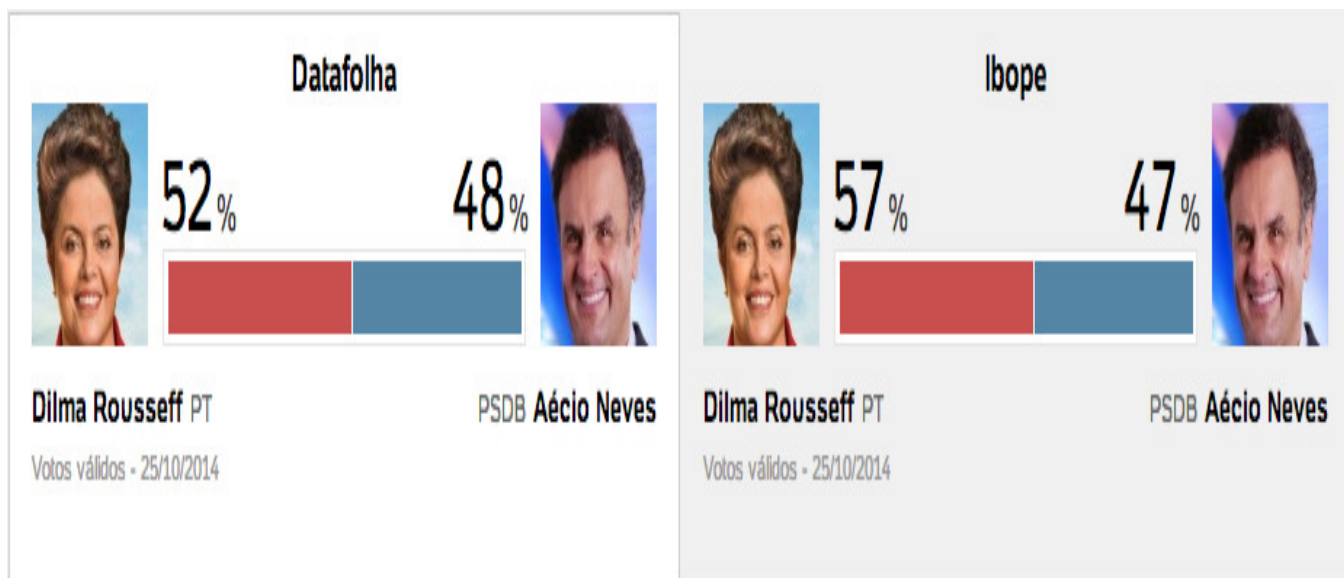 Datafolha
52%
48%
Dilma Rousseff PT
PSDB Aécio Neves
Votos válidos - 25/10/2014
Ibope
57%
47%
Dilma Rousseff PT
PSDB Aécio Neves
Votos válidos - 25/10/2014